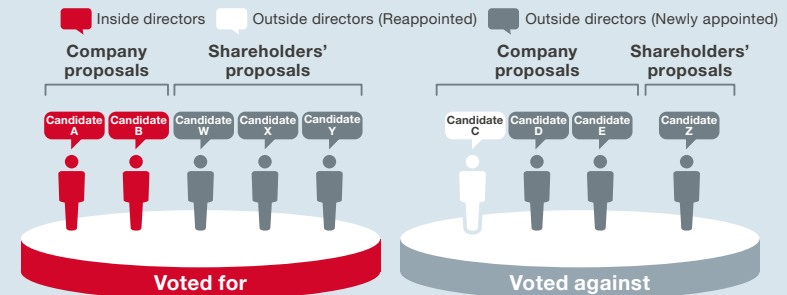 Inside directors Outside directors (Reappointed) Outside directors (Newly appointed)
Company proposals
Shareholders' proposals
Company proposals
Shareholders' proposals
Candidate A
Candidate B
Candidate W
Candidate X
Candidate Y
Candidate C
Candidate D
Candidate E
Candidate Z
Voted for
Voted against